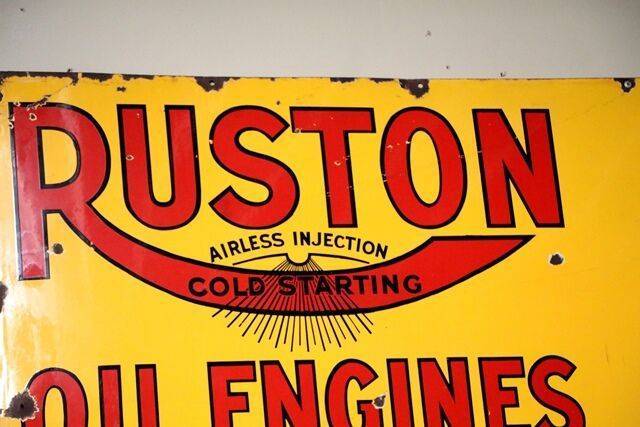 RUSTON
AIRLESS INJECTION
COLD STARTING
OIL ENGINES